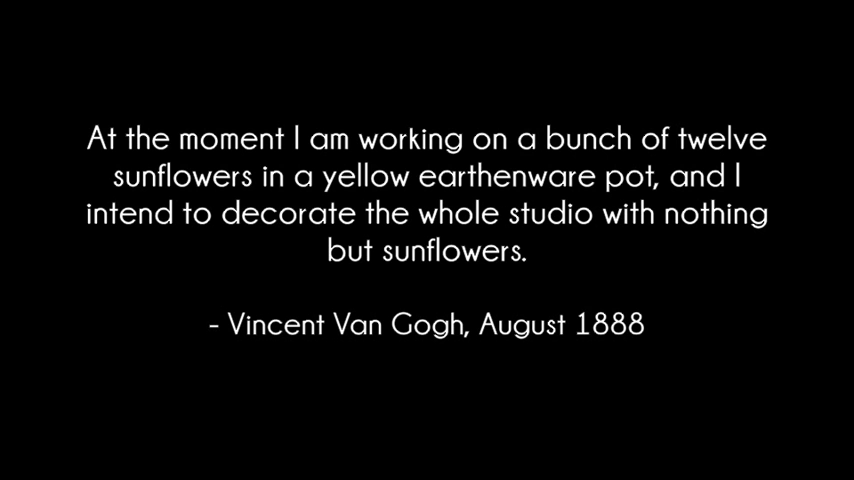 At the moment I am working on a bunch of twelve
sunflowers in a yellow earthenware pot, and I
intend to decorate the whole studio with nothing
but sunflowers.
- Vincent Van Gogh, August 1888